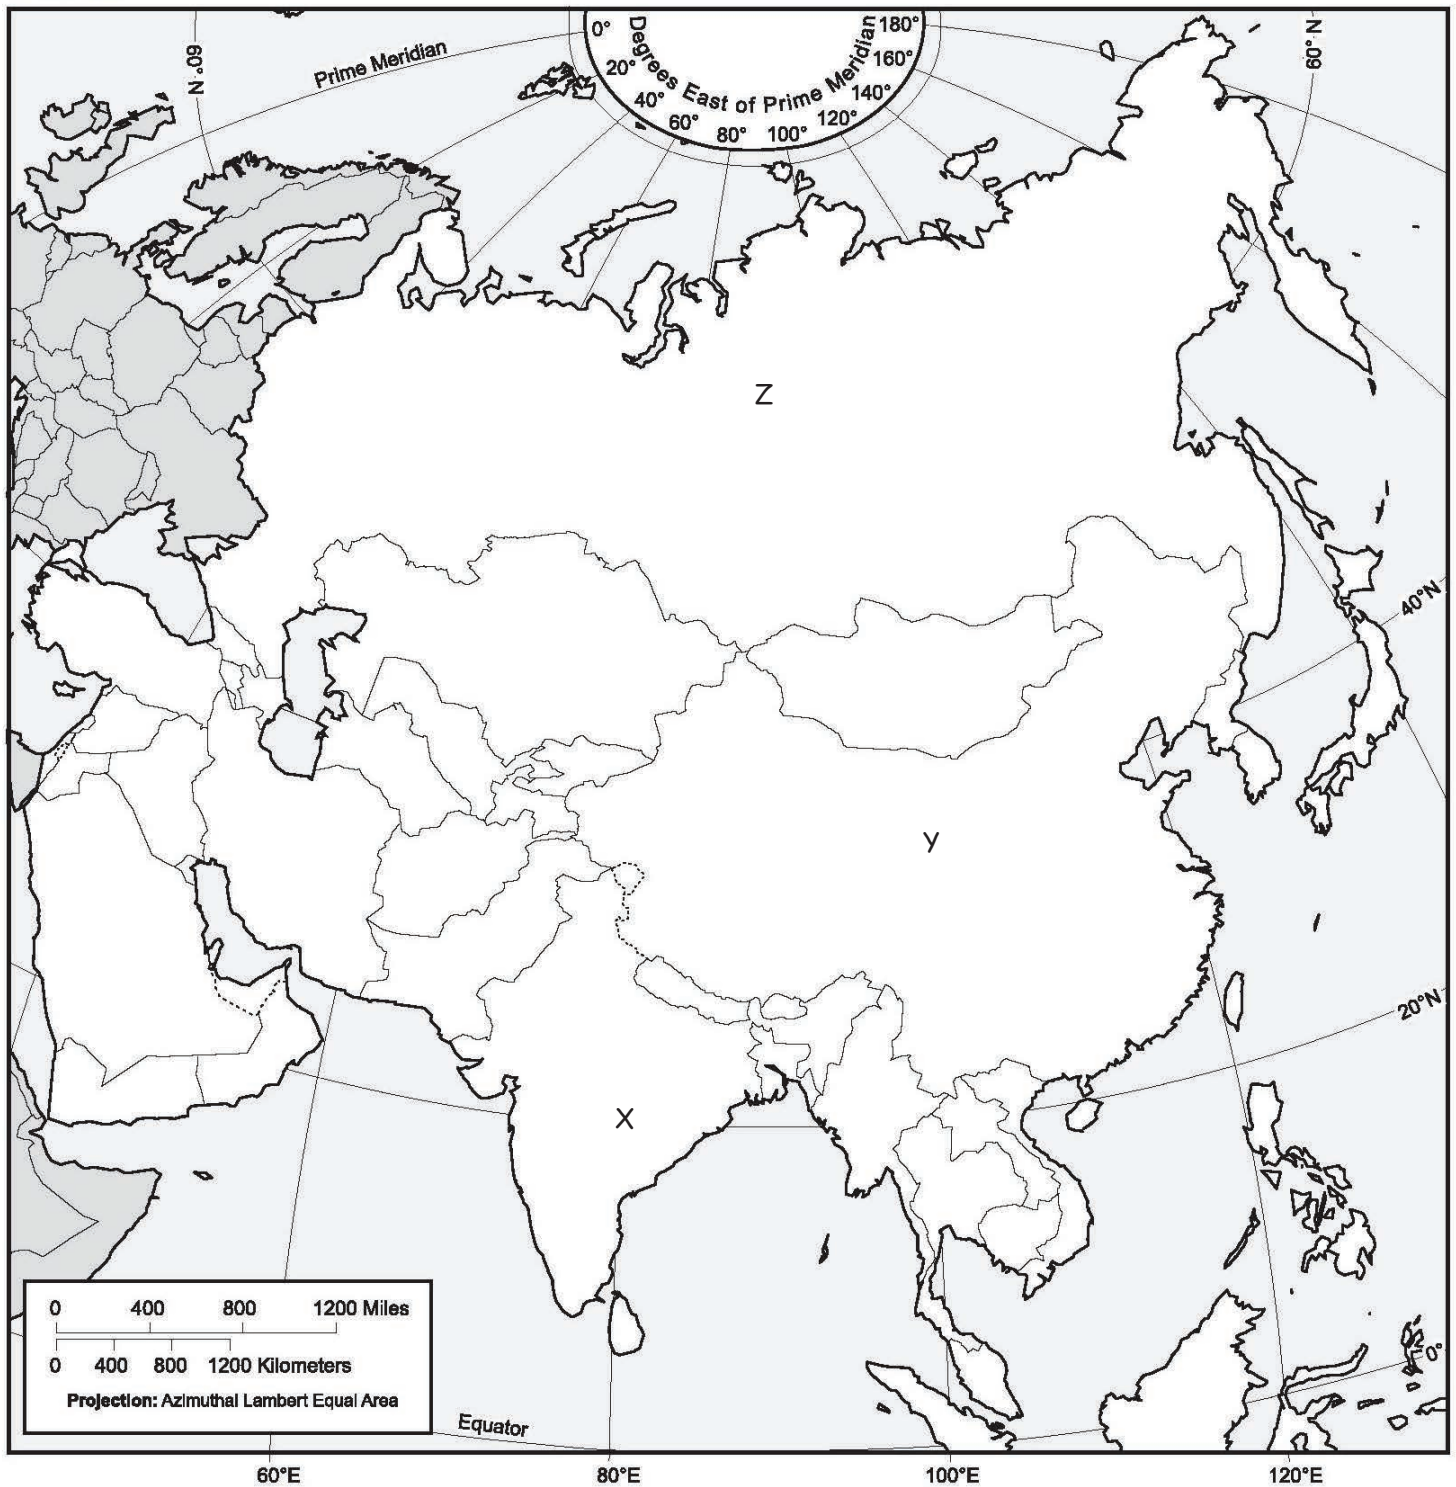 60° N
Prime Meridian
0°
20°
40°
60°
80°
100°
120°
140°
160°
180°
Degrees East of Prime Meridian
60° N
Z
40°N
Y
20°N
X
0 400 800 1200 Miles
0 400 800 1200 Kilometers
Projection: Azimuthal Lambert Equal Area
Equator
0°
60°E 80°E 100°E 120°E